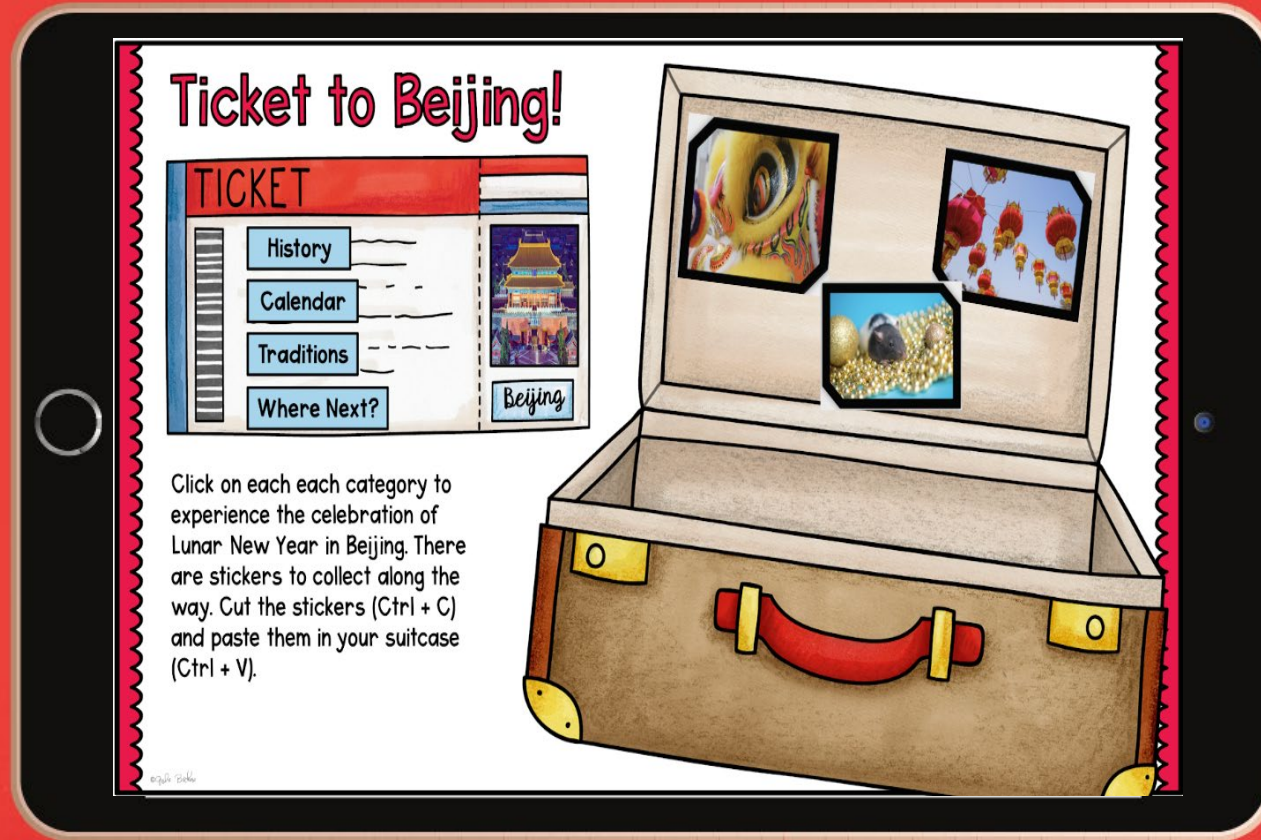 Ticket to Beijing!
TICKET
History
Calendar
Traditions
Where Next?
Beijing
Click on each each category to
experience the celebration of
Lunar New Year in Beijing. There
are stickers to collect along the
way. Cut the stickers (Ctrl + C)
and paste them in your suitcase
(Ctrl + V).